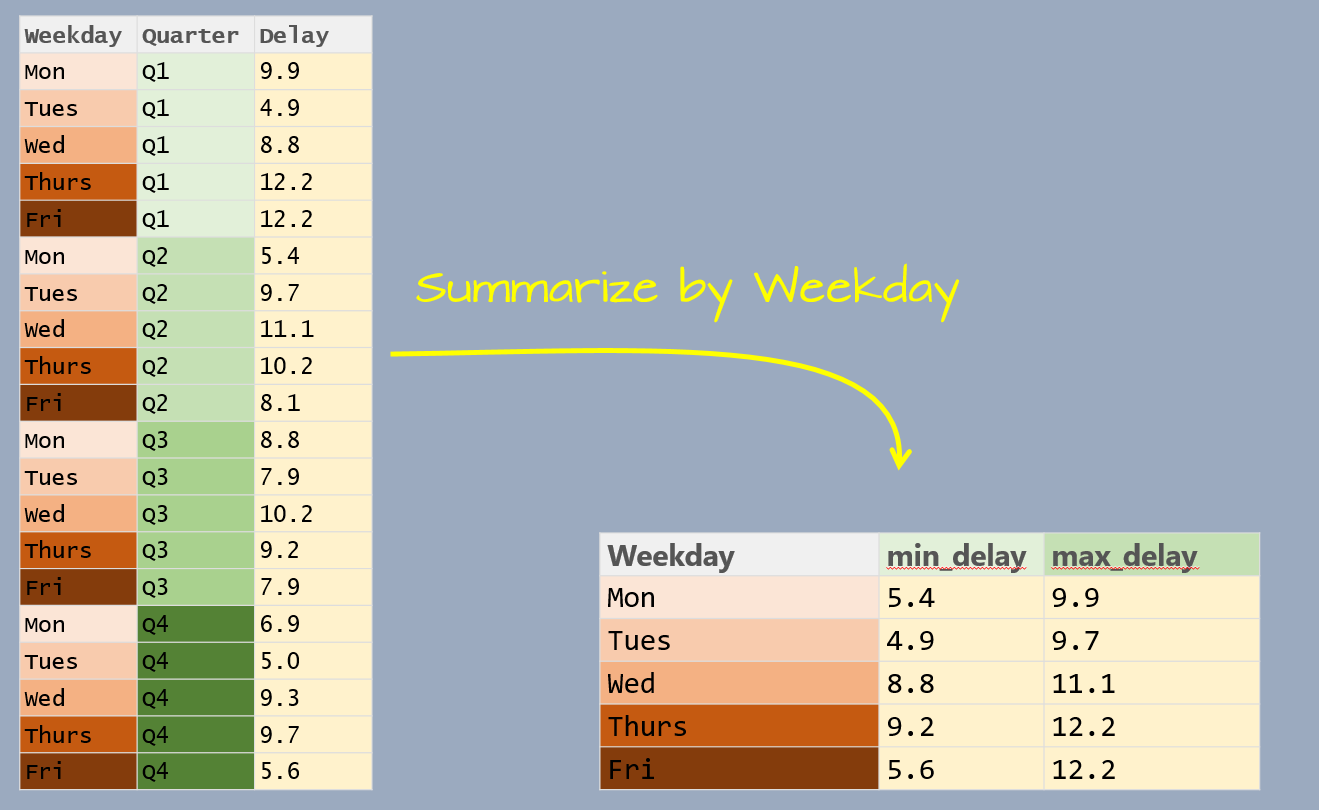 Weekday Quarter Delay
Mon Q1 9.9
Tues Q1 4.9
Wed Q1 8.8
Thurs Q1 12.2
Fri Q1 12.2
Mon Q2 5.4
Tues Q2 9.7
Wed Q2 11.1
Thurs Q2 10.2
Fri Q2 8.1
Mon Q3 8.8
Tues Q3 7.9
Wed Q3 10.2
Thurs Q3 9.2
Fri Q3 7.9
Mon Q4 6.9
Tues Q4 5.0
Wed Q4 9.3
Thurs Q4 9.7
Fri Q4 5.6
Summarize by Weekday
Weekday min_delay max_delay
Mon 5.4 9.9
Tues 4.9 9.7
Wed 8.8 11.1
Thurs 9.2 12.2
Fri 5.6 12.2